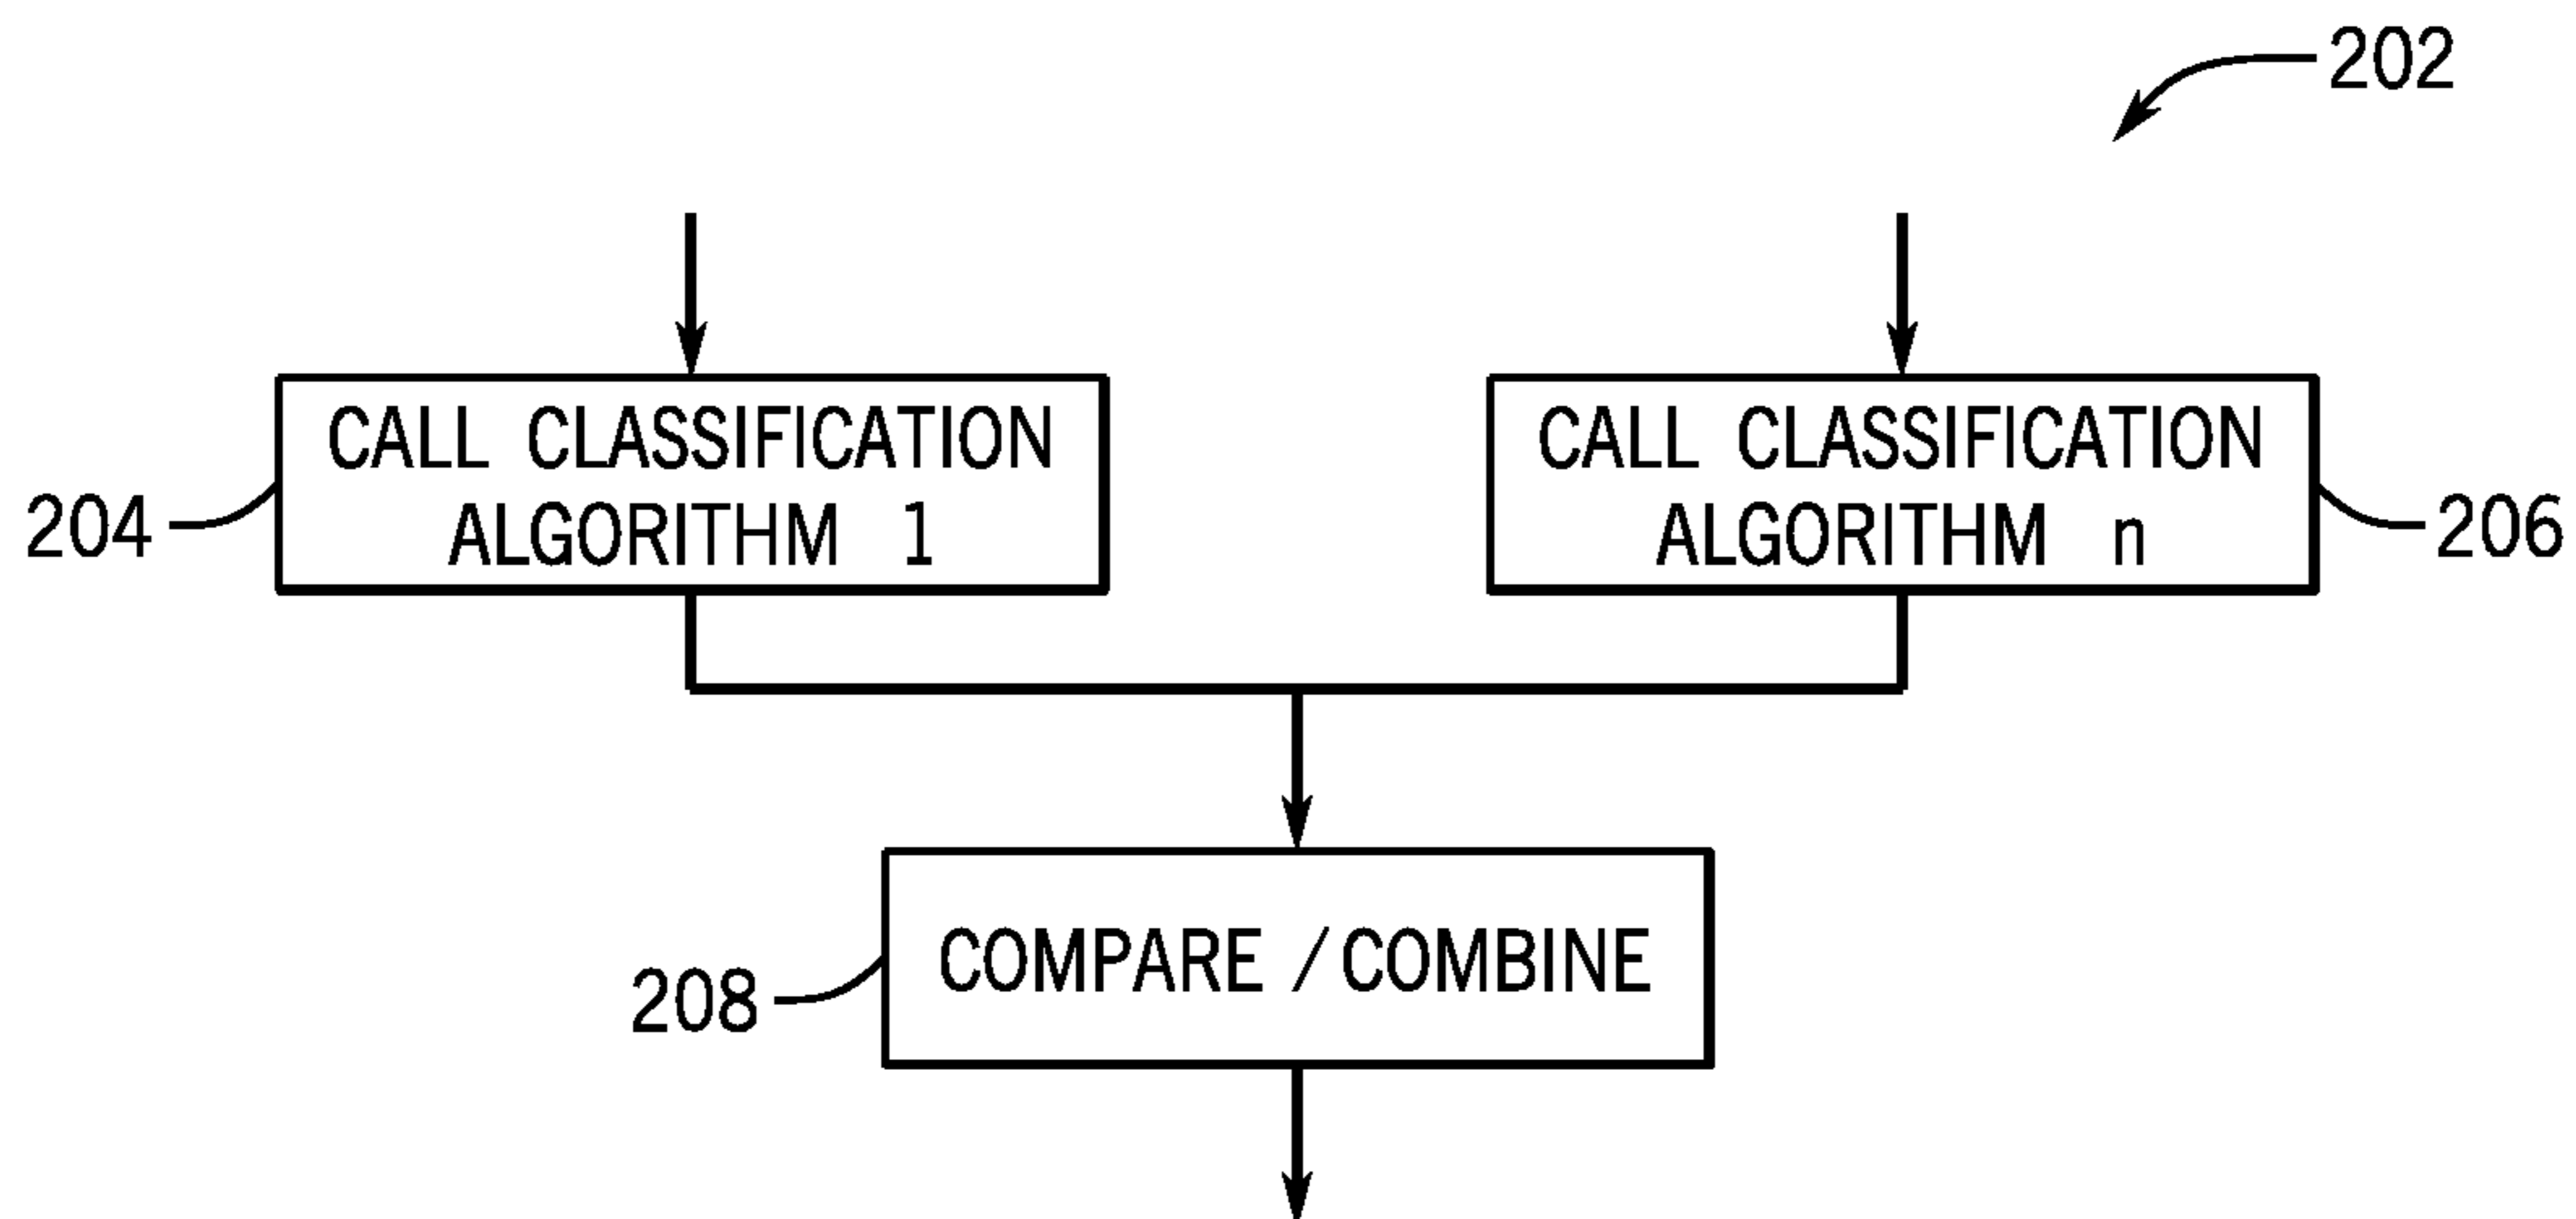 202
CALL CLASSIFICATION
ALGORITHM 1
204
CALL CLASSIFICATION
ALGORITHM n
206
COMPARE / COMBINE
208